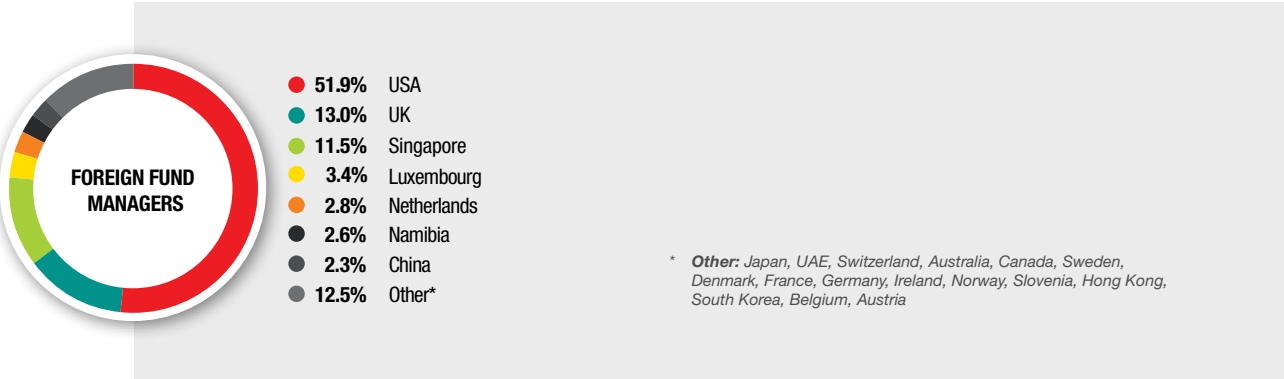 FOREIGN FUND
MANAGERS
51.9% USA
13.0% UK
11.5% Singapore
3.4% Luxembourg
2.8% Netherlands
2.6% Namibia
2.3% China
12.5% Other*
* Other: Japan, UAE, Switzerland, Australia, Canada, Sweden,
Denmark, France, Germany, Ireland, Norway, Slovenia, Hong Kong,
South Korea, Belgium, Austria